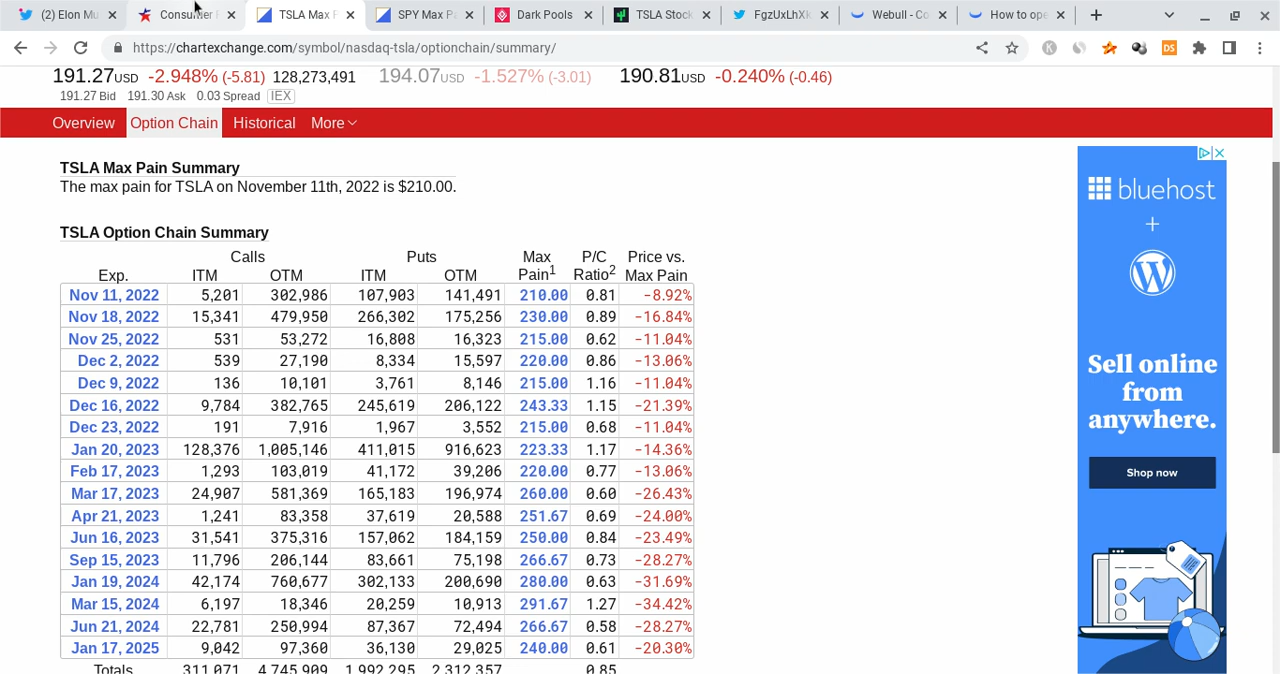 (2) Elon Mu
Consumer
TSLA Max
SPY Max Pa
Dark Pools
TSLA Stock
FgzUxLhXk
Webull - Co
How to ope
https://chartexchange.com/symbol/nasdaq-tsla/optionchain/summary/
191.27USD -2.948% (-5.81) 128,273,491 194.07USD -1.527% (-3.01) 190.81USD -0.240% (-0.46)
191.27 Bid 191.30 Ask 0.03 Spread IEX
Overview Option Chain Historical More
TSLA Max Pain Summary
The max pain for TSLA on November 11th, 2022 is $210.00.
TSLA Option Chain Summary
Calls Puts Max P/C Price vs.
Exp. ITM OTM ITM OTM Pain1 Ratio2 Max Pain
Nov 11, 2022 5,201 302,986 107,903 141,491 210.00 0.81 -8.92%
Nov 18, 2022 15,341 479,950 266,302 175,256 230.00 0.89 -16.84%
Nov 25, 2022 531 53,272 16,808 16,323 215.00 0.62 -11.04%
Dec 2, 2022 539 27,190 8,334 15,597 220.00 0.86 -13.06%
Dec 9, 2022 136 10,101 3,761 8,146 215.00 1.16 -11.04%
Dec 16, 2022 9,784 382,765 245,619 206,122 243.33 1.15 -21.39%
Dec 23, 2022 191 7,916 1,967 3,552 215.00 0.68 -11.04%
Jan 20, 2023 128,376 1,005,146 411,015 916,623 223.33 1.17 -14.36%
Feb 17, 2023 1,293 103,019 41,172 39,206 220.00 0.77 -13.06%
Mar 17, 2023 24,907 581,369 165,183 196,974 260.00 0.60 -26.43%
Apr 21, 2023 1,241 83,358 37,619 20,588 251.67 0.69 -24.00%
Jun 16, 2023 31,541 375,316 157,062 184,159 250.00 0.84 -23.49%
Sep 15, 2023 11,796 206,144 83,661 75,198 266.67 0.73 -28.27%
Jan 19, 2024 42,174 760,677 302,133 200,690 280.00 0.63 -31.69%
Mar 15, 2024 6,197 18,346 20,259 10,913 291.67 1.27 -34.42%
Jun 21, 2024 22,781 250,994 87,367 72,494 266.67 0.58 -28.27%
Jan 17, 2025 9,042 97,360 36,130 29,025 240.00 0.61 -20.30%
Totals 311,071 4,745,909 1,992,295 2,312,357 0.85
bluehost
+
Sell online
from
anywhere.
Shop now